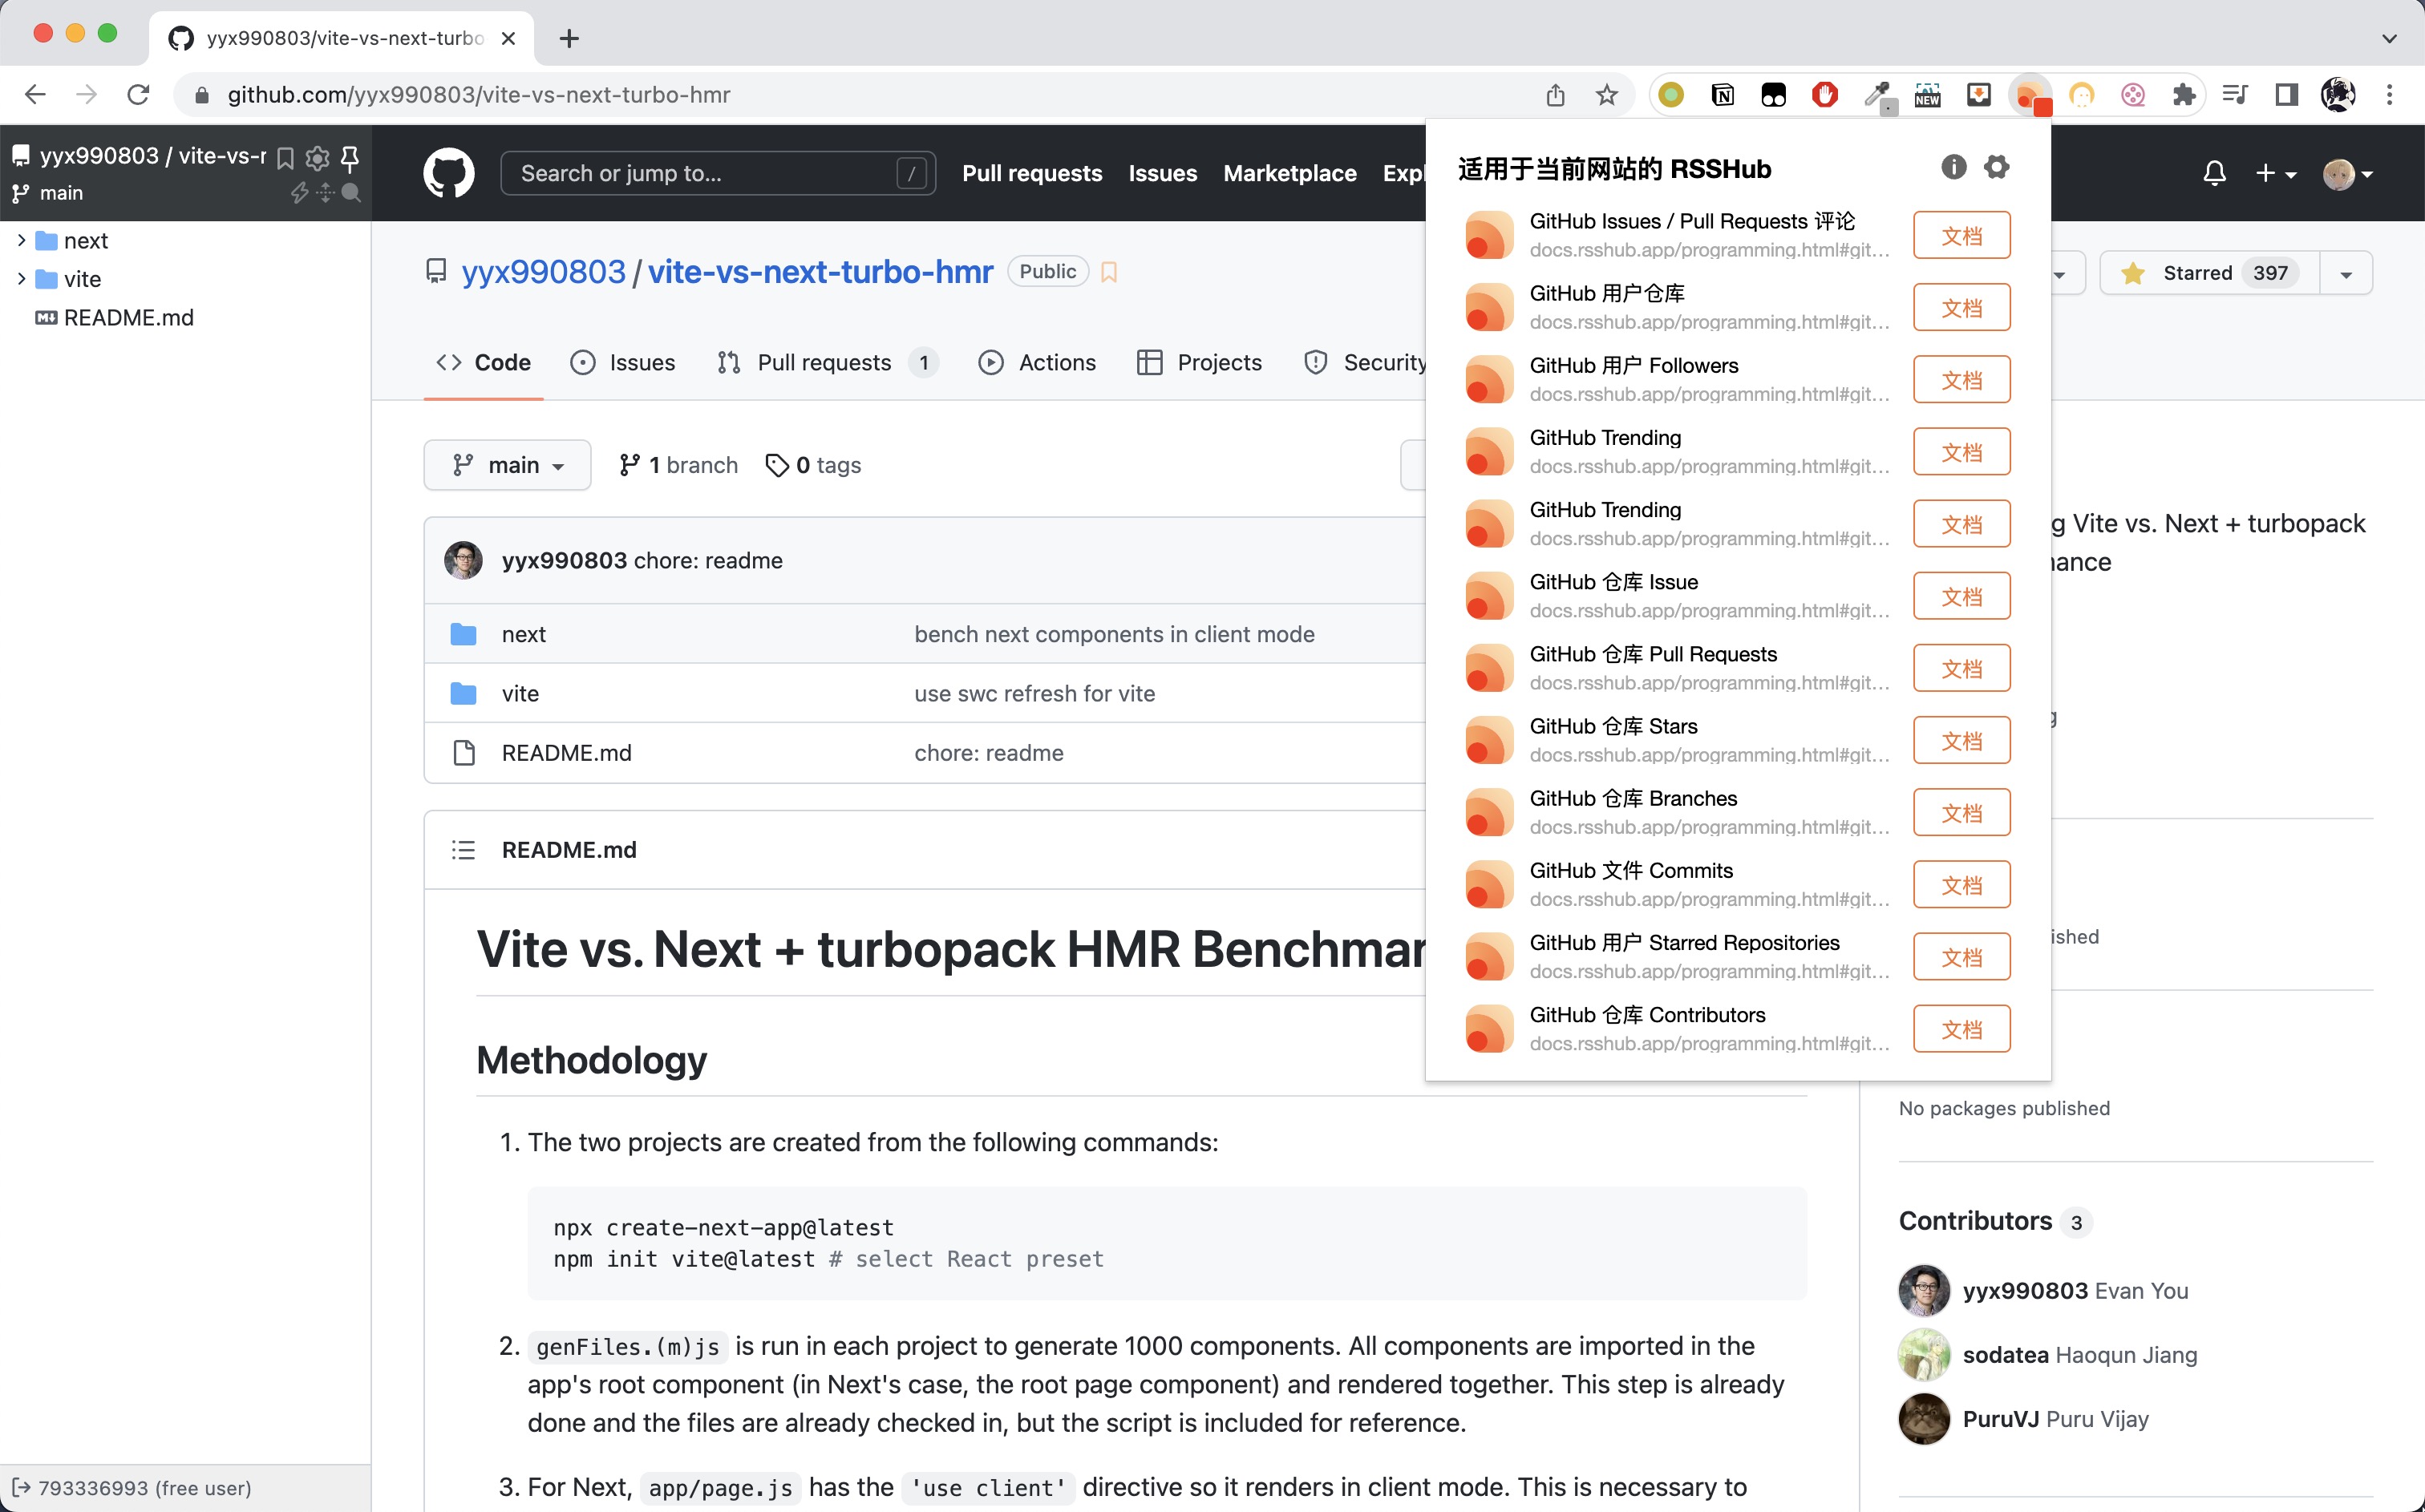 yyx990803/vite-vs-next-turbo
github.com/yyx990803/vite-vs-next-turbo-hmr
NEW
yyx990803 / vite-vs-r
main
next
vite
README.md
793336993 (free user)
Search or jump to...
/
Pull requests
Issues
Marketplace
Expl
yyx990803 / vite-vs-next-turbo-hmr
Public
Starred 397
Code
Issues
Pull requests 1
Actions
Projects
Security
main
1 branch
0 tags
yyx990803 chore: readme
next
bench next components in client mode
vite
use swc refresh for vite
README.md
chore: readme
README.md
Vite vs. Next + turbopack HMR Benchmar
Methodology
1. The two projects are created from the following commands:
npx create-next-app@latest
npm init vite@latest # select React preset
2. genFiles.(m)js is run in each project to generate 1000 components. All components are imported in the
app's root component (in Next's case, the root page component) and rendered together. This step is already
done and the files are already checked in, but the script is included for reference.
3. For Next, app/page.js has the 'use client' directive so it renders in client mode. This is necessary to
适用于当前网站的 RSSHub
GitHub Issues / Pull Requests 评论
docs.rsshub.app/programming.html#git...
文档
GitHub 用户仓库
docs.rsshub.app/programming.html#git...
文档
GitHub 用户 Followers
docs.rsshub.app/programming.html#git...
文档
GitHub Trending
docs.rsshub.app/programming.html#git...
文档
GitHub Trending
docs.rsshub.app/programming.html#git...
文档
GitHub 仓库 Issue
docs.rsshub.app/programming.html#git...
文档
GitHub 仓库 Pull Requests
docs.rsshub.app/programming.html#git...
文档
GitHub 仓库 Stars
docs.rsshub.app/programming.html#git...
文档
GitHub 仓库 Branches
docs.rsshub.app/programming.html#git...
文档
GitHub 文件 Commits
docs.rsshub.app/programming.html#git...
文档
GitHub 用户 Starred Repositories
docs.rsshub.app/programming.html#git...
文档
GitHub 仓库 Contributors
docs.rsshub.app/programming.html#git...
文档
g Vite vs. Next + turbopack
ance
g
ished
No packages published
Contributors 3
yyx990803 Evan You
sodatea Haoqun Jiang
PuruVJ Puru Vijay